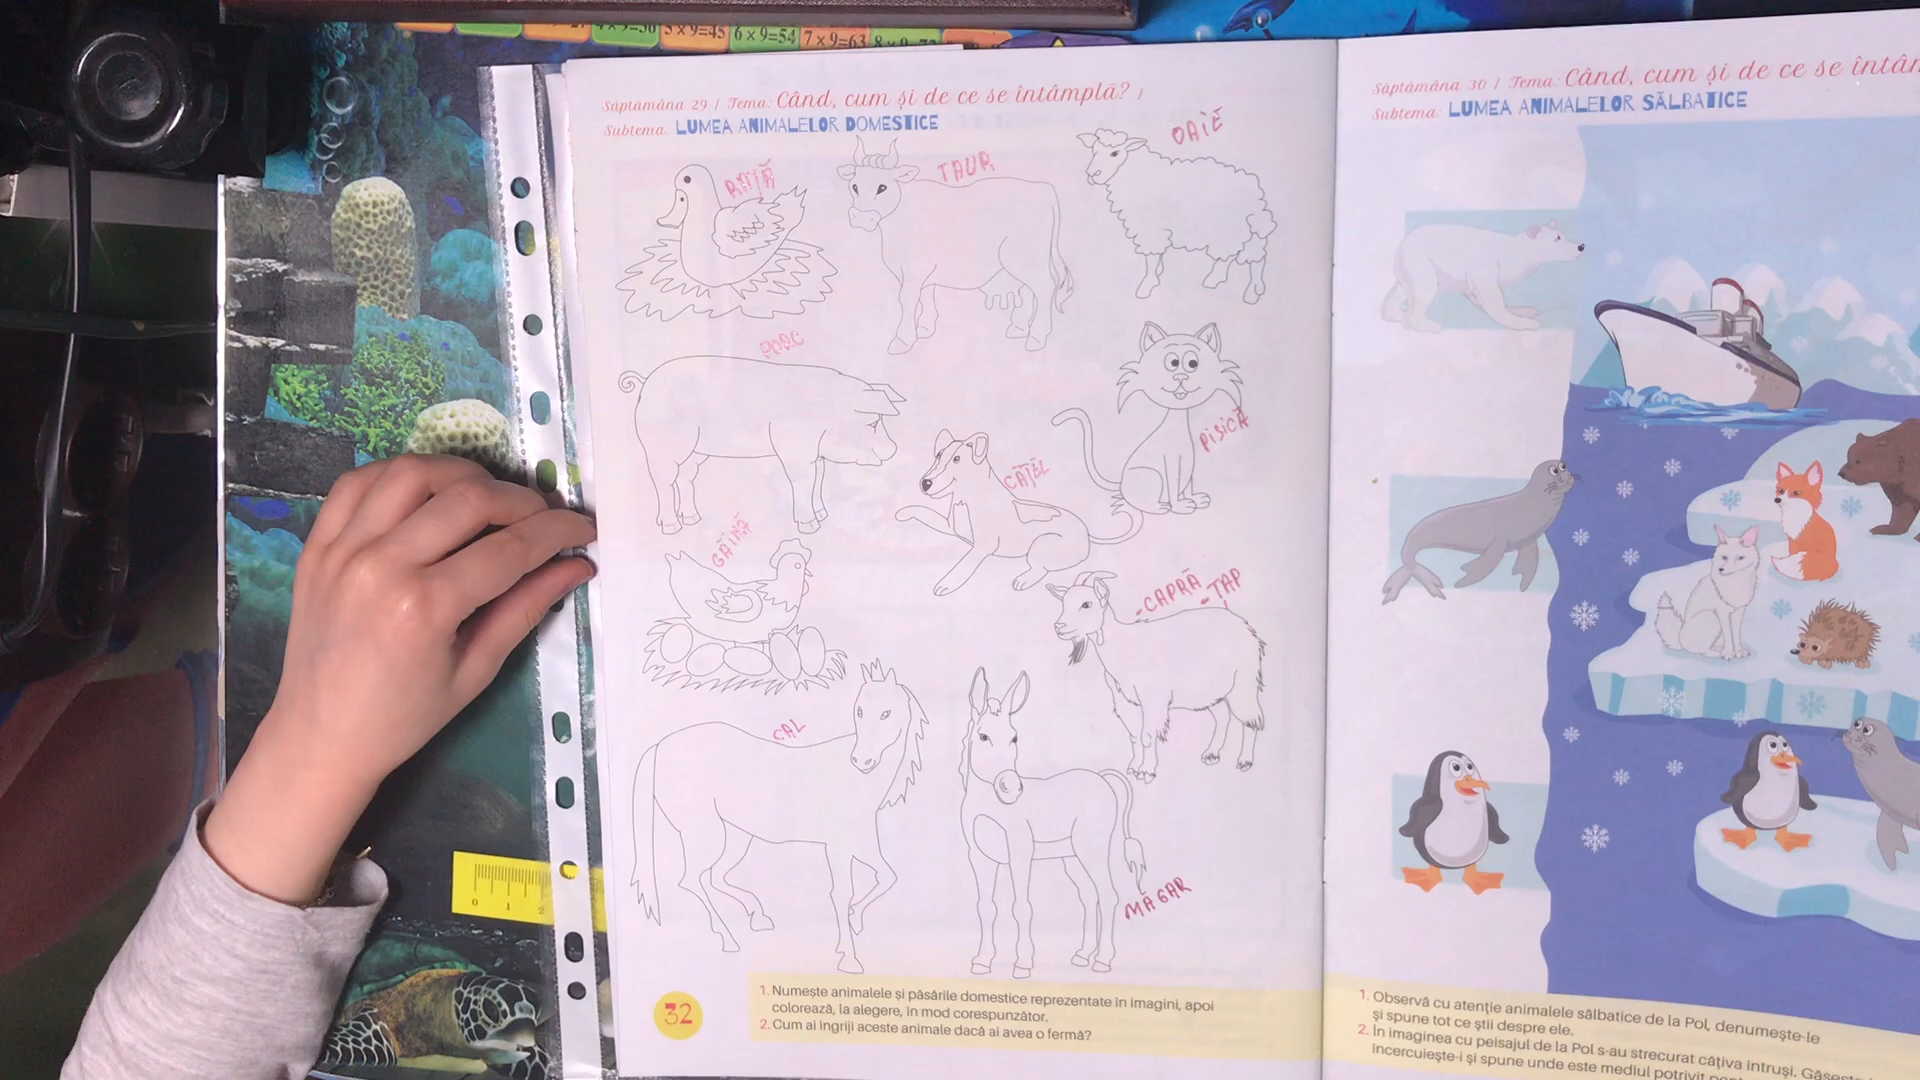 5x9=45 6 x 9=54 7 x 9=63
Săptămâna 29 / Tema: Când, cum și de ce se întâmplă?
Subtema: LUMEA ANIMALELOR DOMESTICE
RAȚĂ
TAUR
OAIE
PORC
PISICĂ
CĂȚEL
GĂINĂ
-CAPRĂ
-ȚAP
CAL
MĂGAR
0 1 2
32
1. Numește animalele și păsările domestice reprezentate în imagini, apoi
colorează, la alegere, în mod corespunzător.
2. Cum ai îngriji aceste animale dacă ai avea o fermă?
Săptămâna 30 / Tema: Când, cum și de ce se
Subtema: LUMEA ANIMALELOR SĂLBATICE
1. Observă cu atenție animalele sălbatice de la Pol, denumește-le
și spune tot ce știi despre ele.
2. În imaginea cu peisajul de la Pol s-au strecurat câțiva intruși.
încercuiește-i și spune unde este mediul potrivit